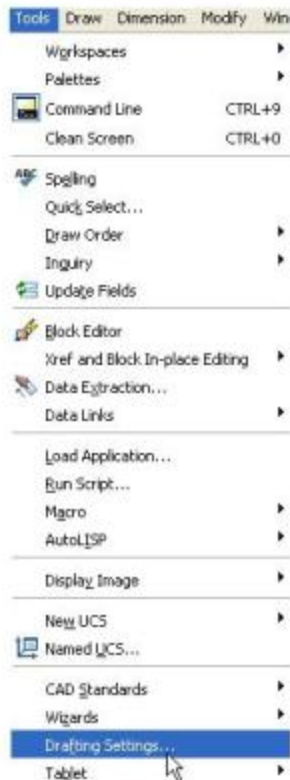 Tools Draw Dimension Modify Win
Workspaces
Palettes
Command Line CTRL+9
Clean Screen CTRL+0
ABC Spelling
Quick Select...
Draw Order
Inquiry
Update Fields
Block Editor
Xref and Block In-place Editing
Data Extraction...
Data Links
Load Application...
Run Script...
Macro
AutoLISP
Display Image
New UCS
Named UCS...
CAD Standards
Wizards
Drafting Settings...
Tablet